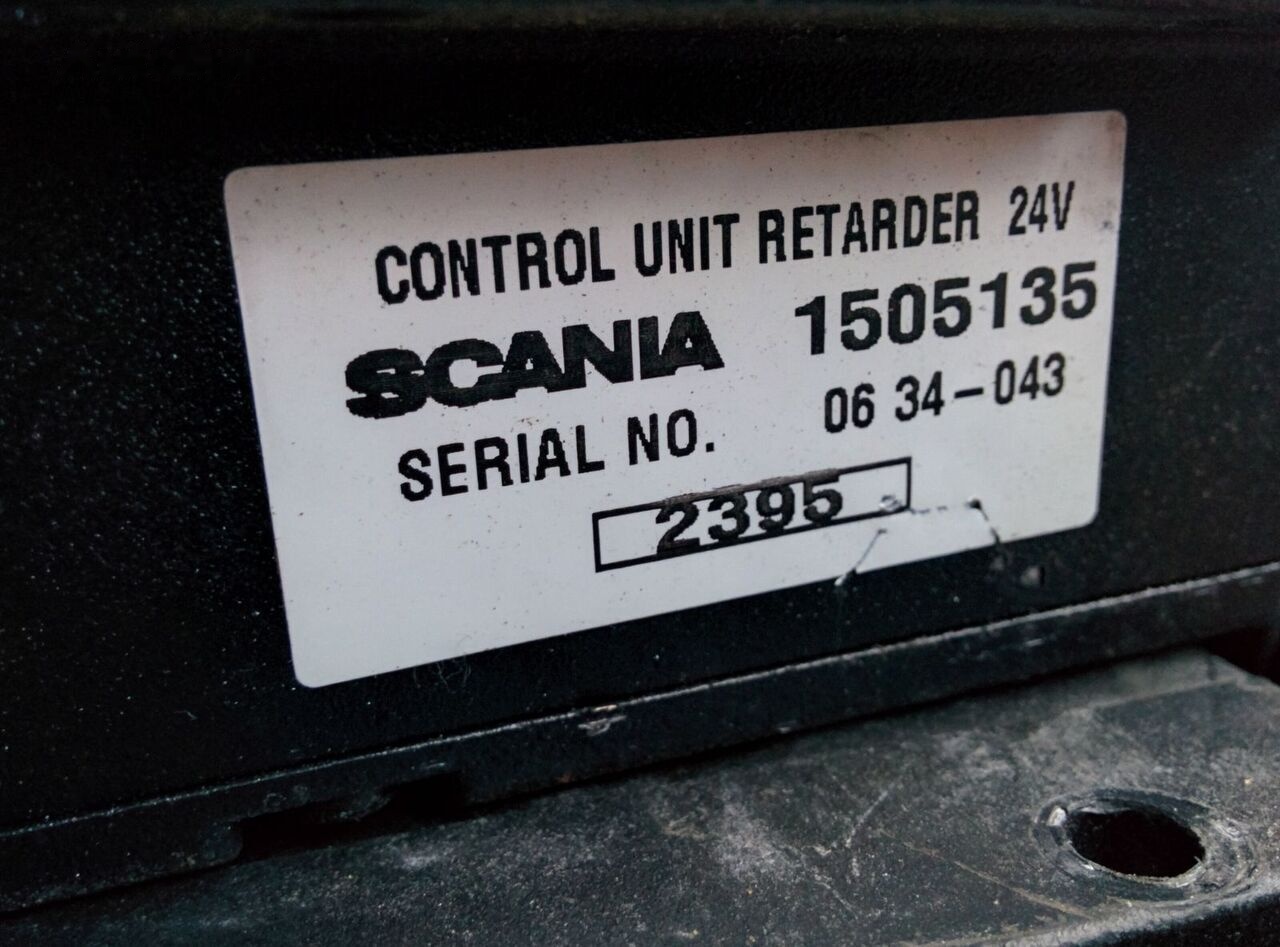 CONTROL UNIT RETARDER 24V
SCANIA 1505135
SERIAL NO. 06 34-043
2395